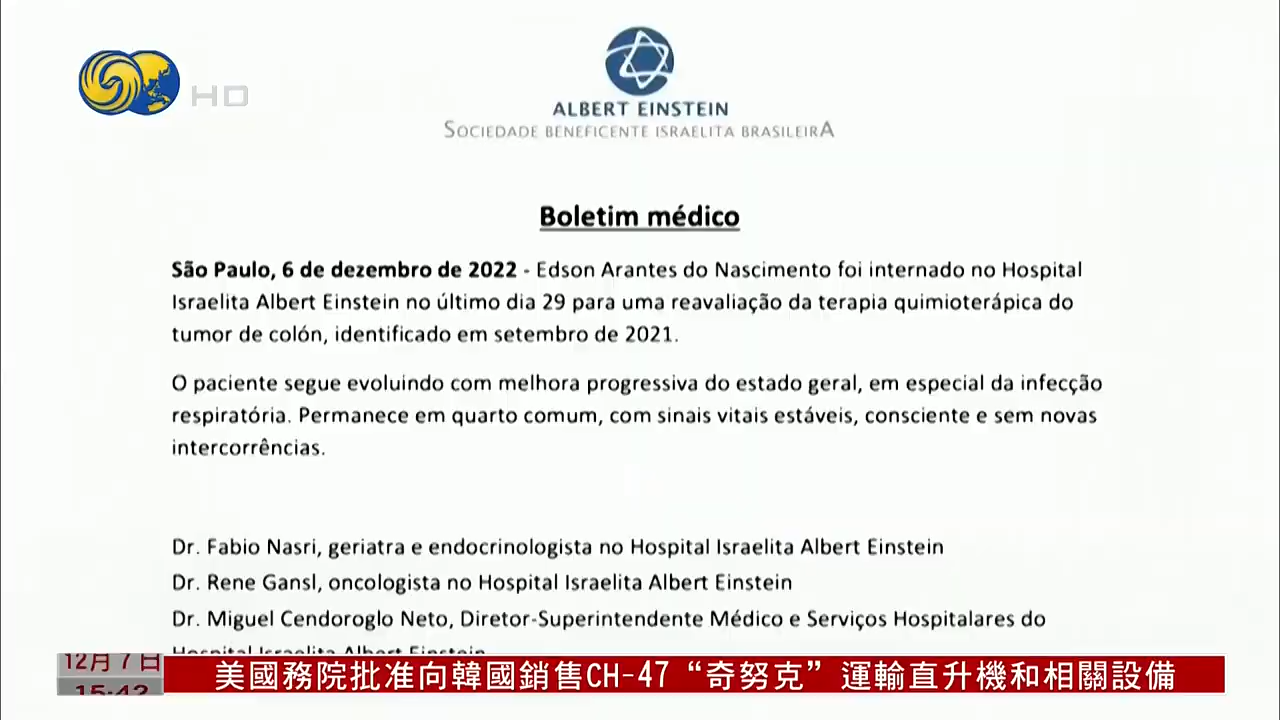 HD
ALBERT EINSTEIN
SOCIEDADE BENEFICENTE ISRAELITA BRASILEIRA
Boletim médico
São Paulo, 6 de dezembro de 2022 - Edson Arantes do Nascimento foi internado no Hospital
Israelita Albert Einstein no último dia 29 para uma reavaliação da terapia quimioterápica do
tumor de colón, identificado em setembro de 2021.
O paciente segue evoluindo com melhora progressiva do estado geral, em especial da infecção
respiratória. Permanece em quarto comum, com sinais vitais estáveis, consciente e sem novas
intercorrências.
Dr. Fabio Nasri, geriatra e endocrinologista no Hospital Israelita Albert Einstein
Dr. Rene Gansl, oncologista no Hospital Israelita Albert Einstein
Dr. Miguel Cendoroglo Neto, Diretor-Superintendente Médico e Serviços Hospitalares do
Hospital Israelita Albert Einstein
12月7日
15:42
美國務院批准向韓國銷售CH-47“奇努克”運輸直升機和相關設備